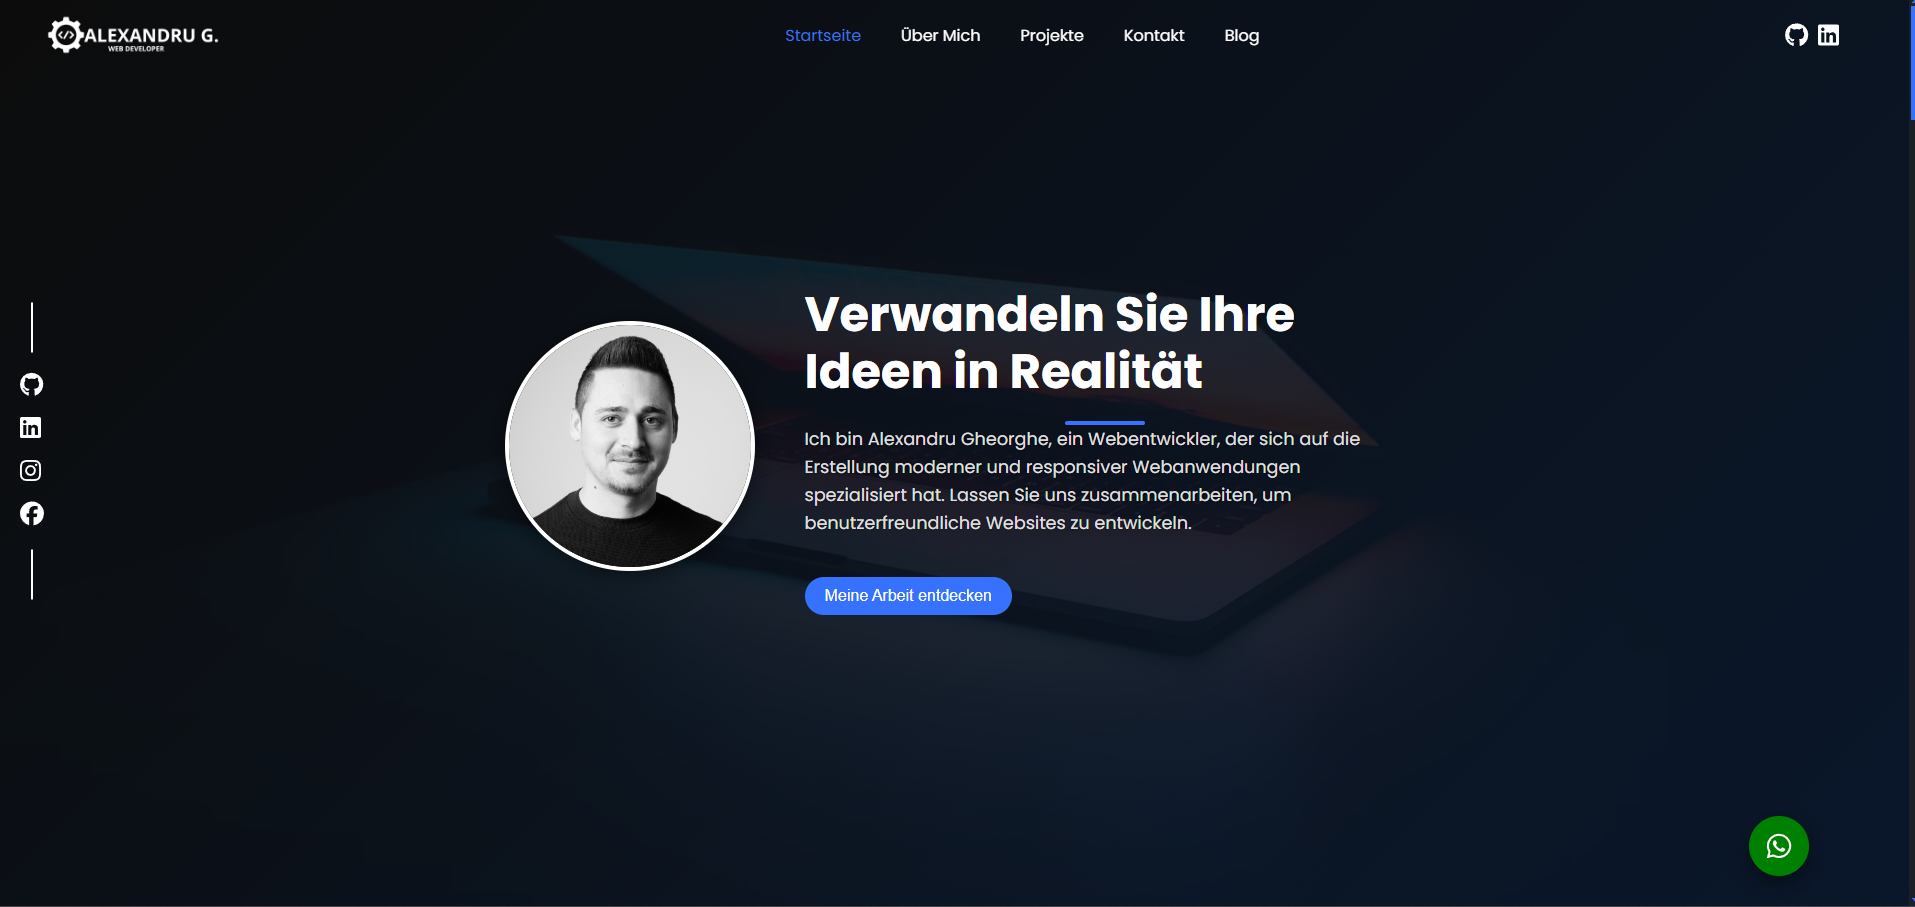 ALEXANDRU G.
WEB DEVELOPER
Startseite
Über Mich
Projekte
Kontakt
Blog
Verwandeln Sie Ihre
Ideen in Realität
Ich bin Alexandru Gheorghe, ein Webentwickler, der sich auf die
Erstellung moderner und responsiver Webanwendungen
spezialisiert hat. Lassen Sie uns zusammenarbeiten, um
benutzerfreundliche Websites zu entwickeln.
Meine Arbeit entdecken